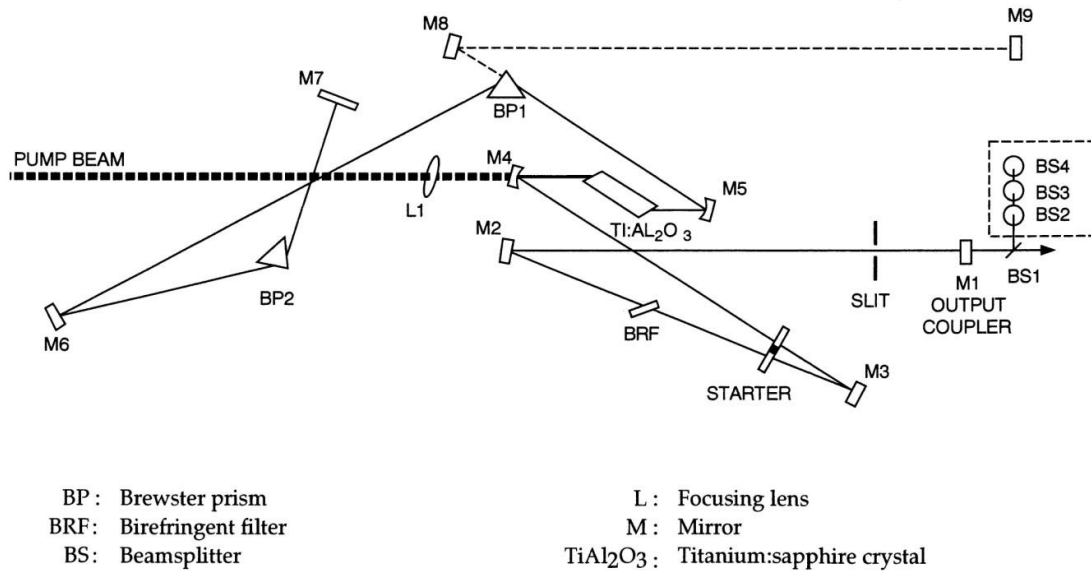 M8
M9
M7
BP1
PUMP BEAM
M4
L1
TI:AL2O 3
M5
BS4
BS3
BS2
M2
BP2
SLIT
M1
OUTPUT
COUPLER
BS1
M6
BRF
STARTER
M3
BP : Brewster prism
BRF: Birefringent filter
BS: Beamsplitter
L : Focusing lens
M : Mirror
TiAl2O3 : Titanium:sapphire crystal